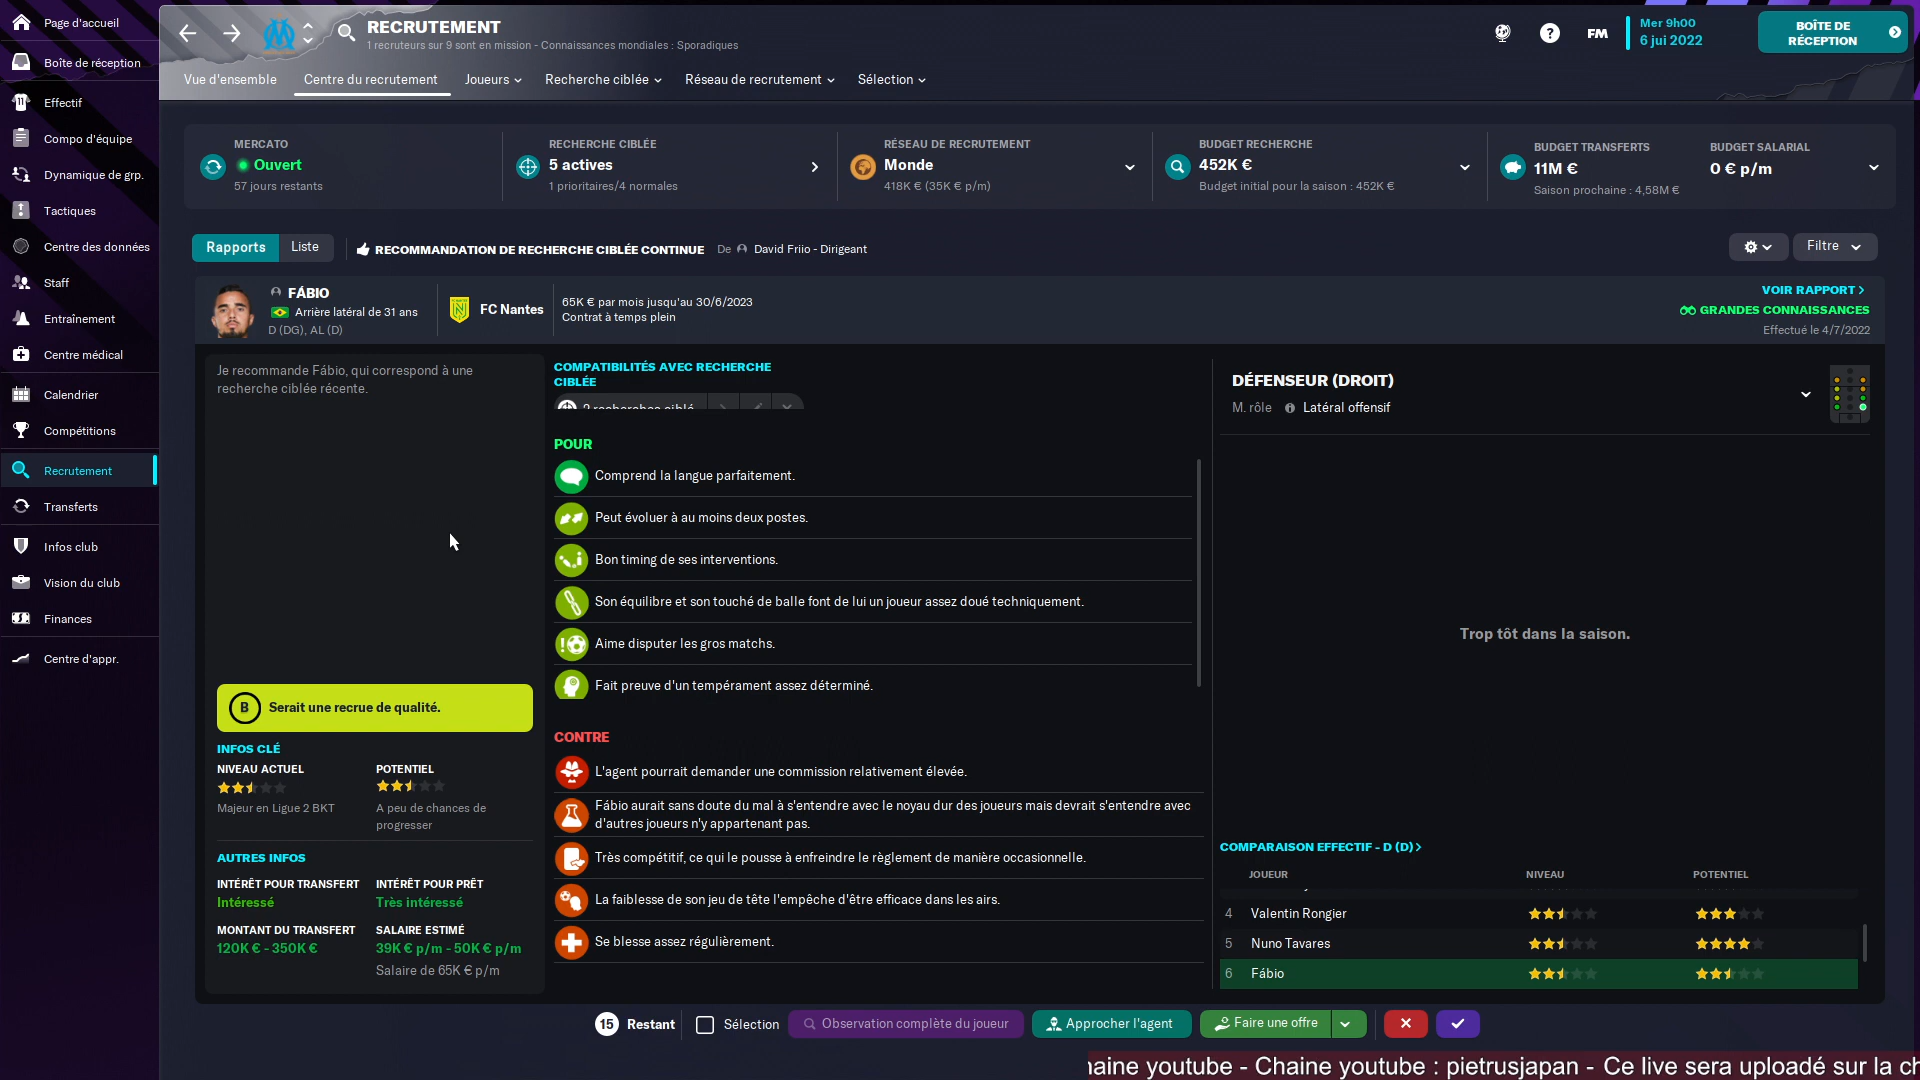 Page d'accueil
Boîte de réception
Effectif
Compo d'équipe
Dynamique de grp.
Tactiques
Centre des données
Staff
Entraînement
Centre médical
Calendrier
Compétitions
Recrutement
Transferts
Infos club
Vision du club
Finances
Centre d'appr.
RECRUTEMENT
1 recruteurs sur 9 sont en mission - Connaissances mondiales : Sporadiques
FM
Mer 9h00
6 jui 2022
BOÎTE DE
RÉCEPTION
Vue d'ensemble
Centre du recrutement
Joueurs
Recherche ciblée
Réseau de recrutement
Sélection
MERCATO
Ouvert
57 jours restants
RECHERCHE CIBLÉE
5 actives
1 prioritaires/4 normales
RÉSEAU DE RECRUTEMENT
Monde
418K € (35K € p/m)
BUDGET RECHERCHE
452K €
Budget initial pour la saison : 452K €
BUDGET TRANSFERTS
11M €
Saison prochaine : 4,58M €
BUDGET SALARIAL
0 € p/m
Rapports
Liste
RECOMMANDATION DE RECHERCHE CIBLÉE CONTINUE
De David Friio - Dirigeant
Filtre
FÁBIO
Arrière latéral de 31 ans
D (DG), AL (D)
FC Nantes
65K € par mois jusqu'au 30/6/2023
Contrat à temps plein
VOIR RAPPORT
GRANDES CONNAISSANCES
Effectué le 4/7/2022
Je recommande Fábio, qui correspond à une
recherche ciblée récente.
B
Serait une recrue de qualité.
INFOS CLÉ
NIVEAU ACTUEL
Majeur en Ligue 2 BKT
POTENTIEL
A peu de chances de
progresser
AUTRES INFOS
INTÉRÊT POUR TRANSFERT
Intéressé
INTÉRÊT POUR PRÊT
Très intéressé
MONTANT DU TRANSFERT
120K € - 350K €
SALAIRE ESTIMÉ
39K € p/m - 50K € p/m
Salaire de 65K € p/m
COMPATIBILITÉS AVEC RECHERCHE
CIBLÉE
2 recherches ciblé
POUR
Comprend la langue parfaitement.
Peut évoluer à au moins deux postes.
Bon timing de ses interventions.
Son équilibre et son touché de balle font de lui un joueur assez doué techniquement.
Aime disputer les gros matchs.
Fait preuve d'un tempérament assez déterminé.
CONTRE
L'agent pourrait demander une commission relativement élevée.
Fábio aurait sans doute du mal à s'entendre avec le noyau dur des joueurs mais devrait s'entendre avec
d'autres joueurs n'y appartenant pas.
Très compétitif, ce qui le pousse à enfreindre le règlement de manière occasionnelle.
La faiblesse de son jeu de tête l'empêche d'être efficace dans les airs.
Se blesse assez régulièrement.
DÉFENSEUR (DROIT)
M. rôle Latéral offensif
Trop tôt dans la saison.
COMPARAISON EFFECTIF - D (D)
JOUEUR NIVEAU POTENTIEL
4 Valentin Rongier
5 Nuno Tavares
6 Fábio
15 Restant
Sélection
Observation complète du joueur
Approcher l'agent
Faire une offre
haine youtube - Chaine youtube : pietrusjapan - Ce live sera uploadé sur la ch